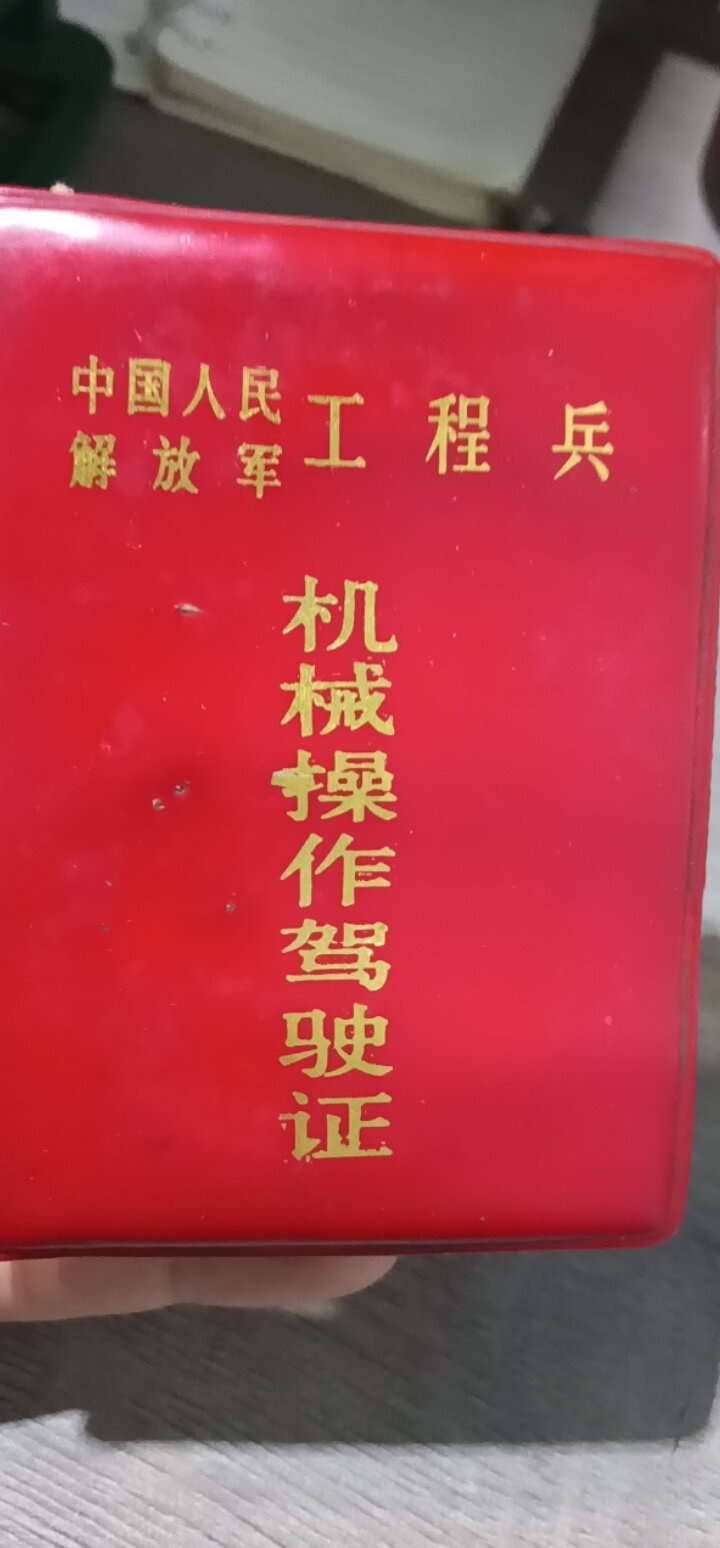 中国人民
解放军工程兵
机械操作驾驶证